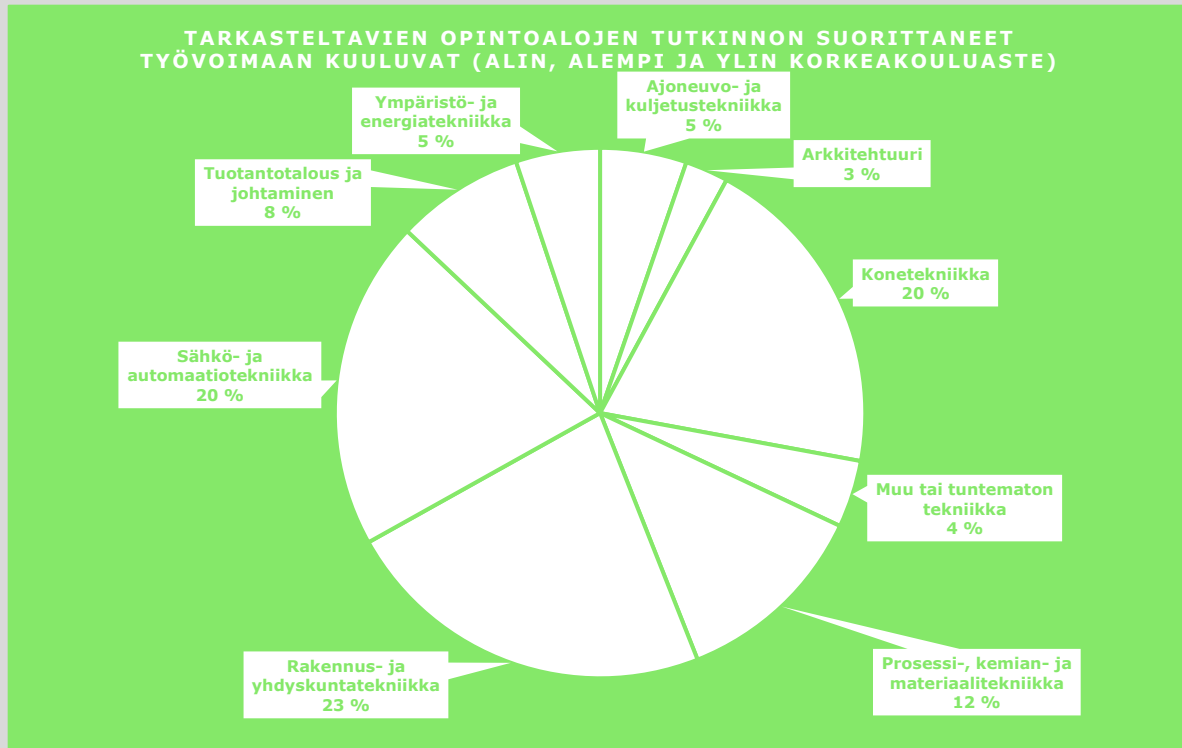 TARKASTELTAVIEN OPINTOALOJEN TUTKINNON SUORITTANEET
TYÖVOIMAAN KUULUVAT (ALIN, ALEMPI JA YLIN KORKEAKOULUASTE)
Ajoneuvo- ja
kuljetustekniikka
5 %
Arkkitehtuuri
3 %
Konetekniikka
20 %
Muu tai tuntematon
tekniikka
4 %
Prosessi-, kemian- ja
materiaalitekniikka
12 %
Rakennus- ja
yhdyskuntatekniikka
23 %
Sähkö- ja
automaatiotekniikka
20 %
Tuotantotalous ja
johtaminen
8 %
Ympäristö- ja
energiatekniikka
5 %